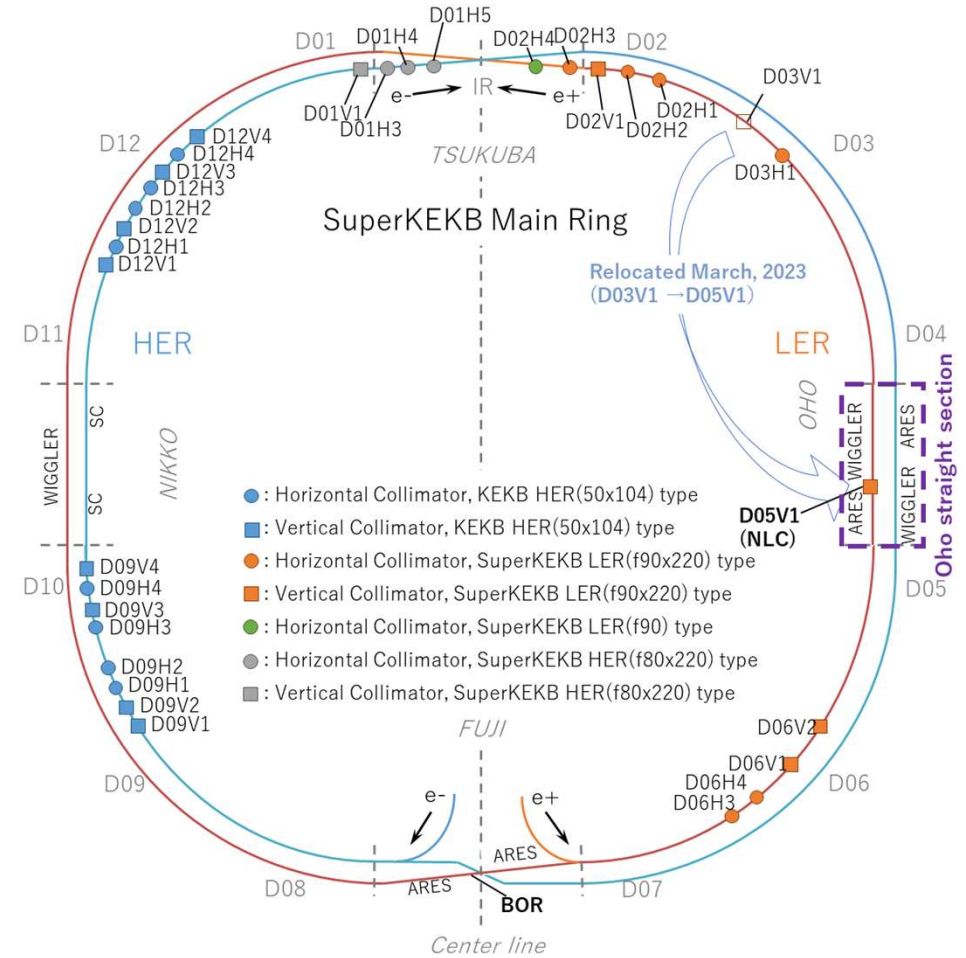 D01H5
D01H4
D02H4
D02H3
D01
D02
D03V1
IR
e-
e+
D01V1
D01H3
D02V1
D02H2
D02H1
D12
D12V4
D12H4
D12V3
D12H3
D12H2
D12V2
D12H1
D12V1
TSUKUBA
D03
D03H1
SuperKEKB Main Ring
Relocated March, 2023
(D03V1 →D05V1)
D11
HER
LER
D04
WIGGLER
SC
SC
NIKKO
OHO
WIGGLER
ARES
ARES
WIGGLER
Oho straight section
: Horizontal Collimator, KEKB HER(50x104) type
: Vertical Collimator, KEKB HER(50x104) type
: Horizontal Collimator, SuperKEKB LER(f90x220) type
: Vertical Collimator, SuperKEKB LER(f90x220) type
: Horizontal Collimator, SuperKEKB LER(f90) type
: Horizontal Collimator, SuperKEKB HER(f80x220) type
: Vertical Collimator, SuperKEKB HER(f80x220) type
D05V1
(NLC)
D10
D05
D09V4
D09H4
D09V3
D09H3
D09H2
D09H1
D09V2
D09V1
FUJI
D06V2
D06V1
D06H4
D06H3
D09
D06
e-
e+
ARES
ARES
D08
D07
BOR
Center line